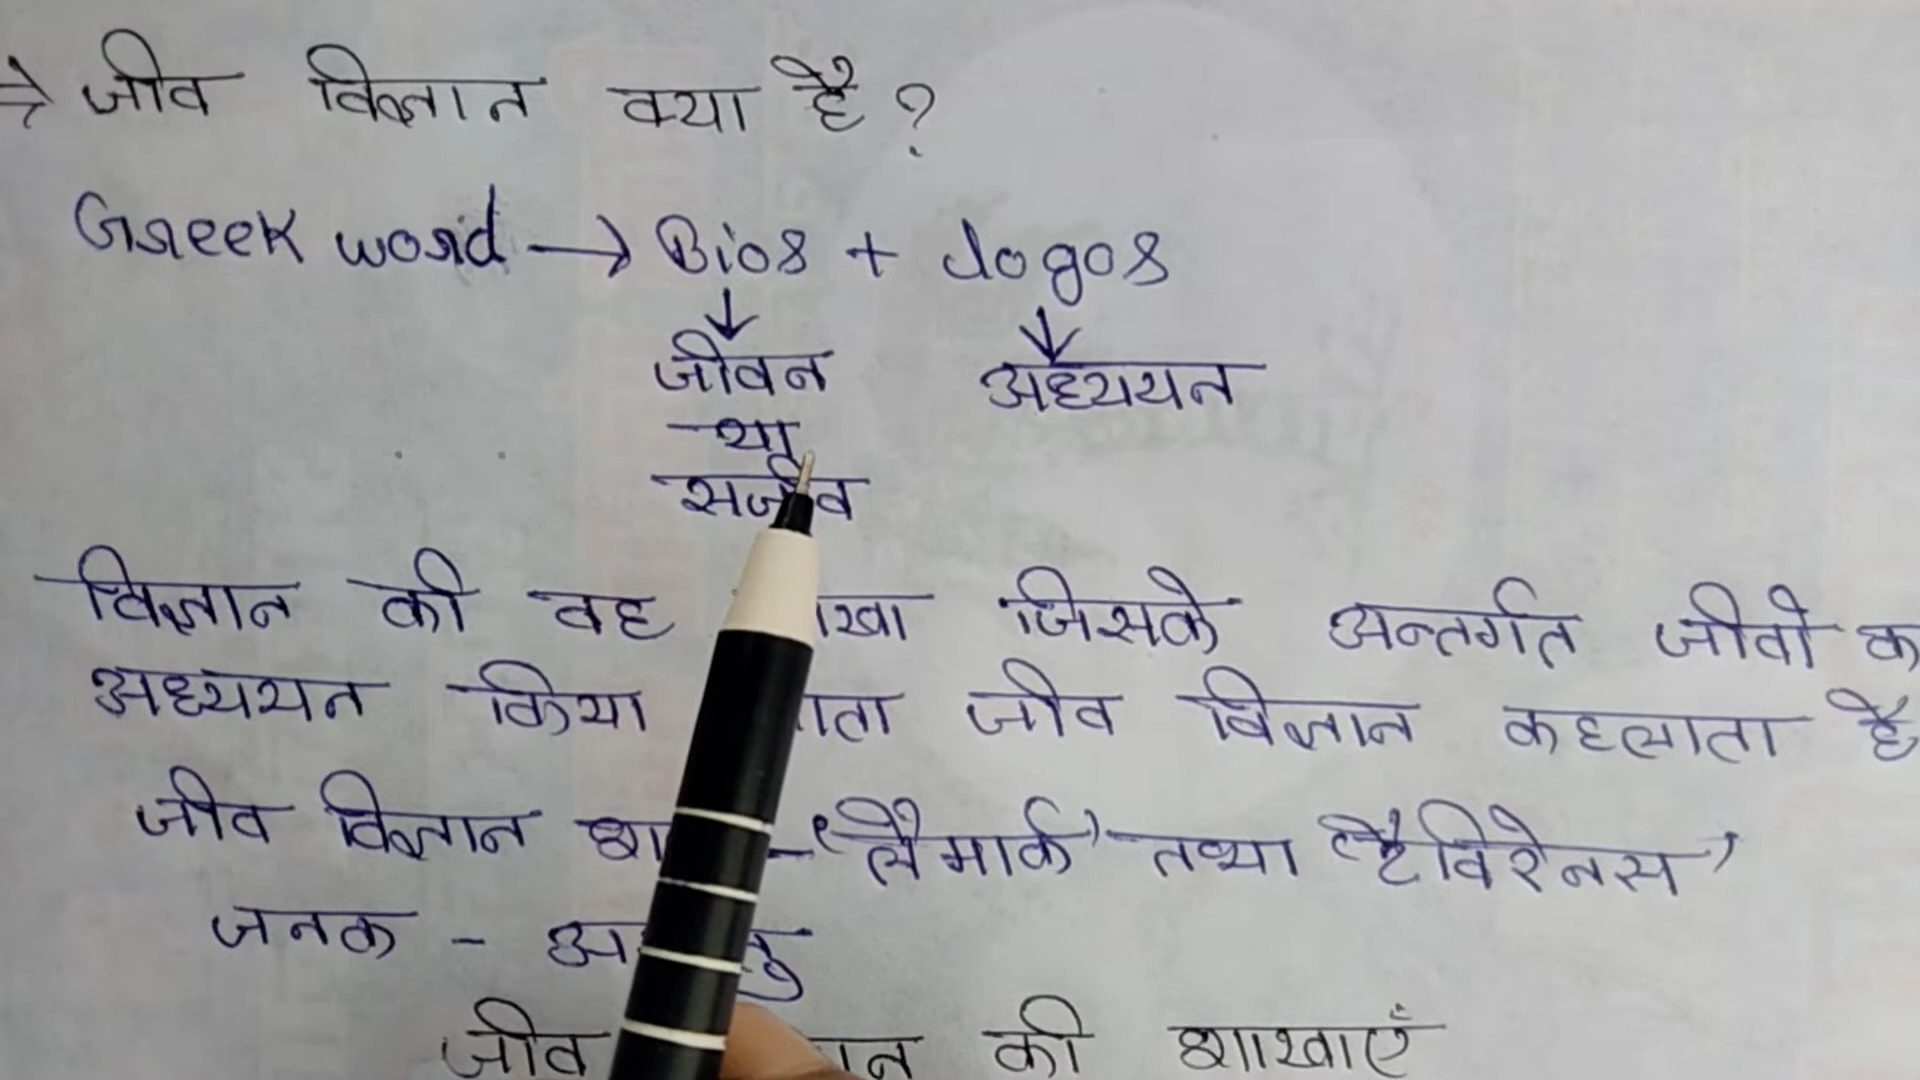 ⇒ जीव विज्ञान क्या है ?
Greek word → Bios + logos
↓ ↓
जीवन अध्ययन
या
सजीव
विज्ञान की वह जिसके अन्तर्गत जीवो
अध्ययन किया जीव विज्ञान कहलाता है
जीव विज्ञान - 'लैमार्क' तथा 'टैविरेनस'
जनक -
जीव की शाखाएँ